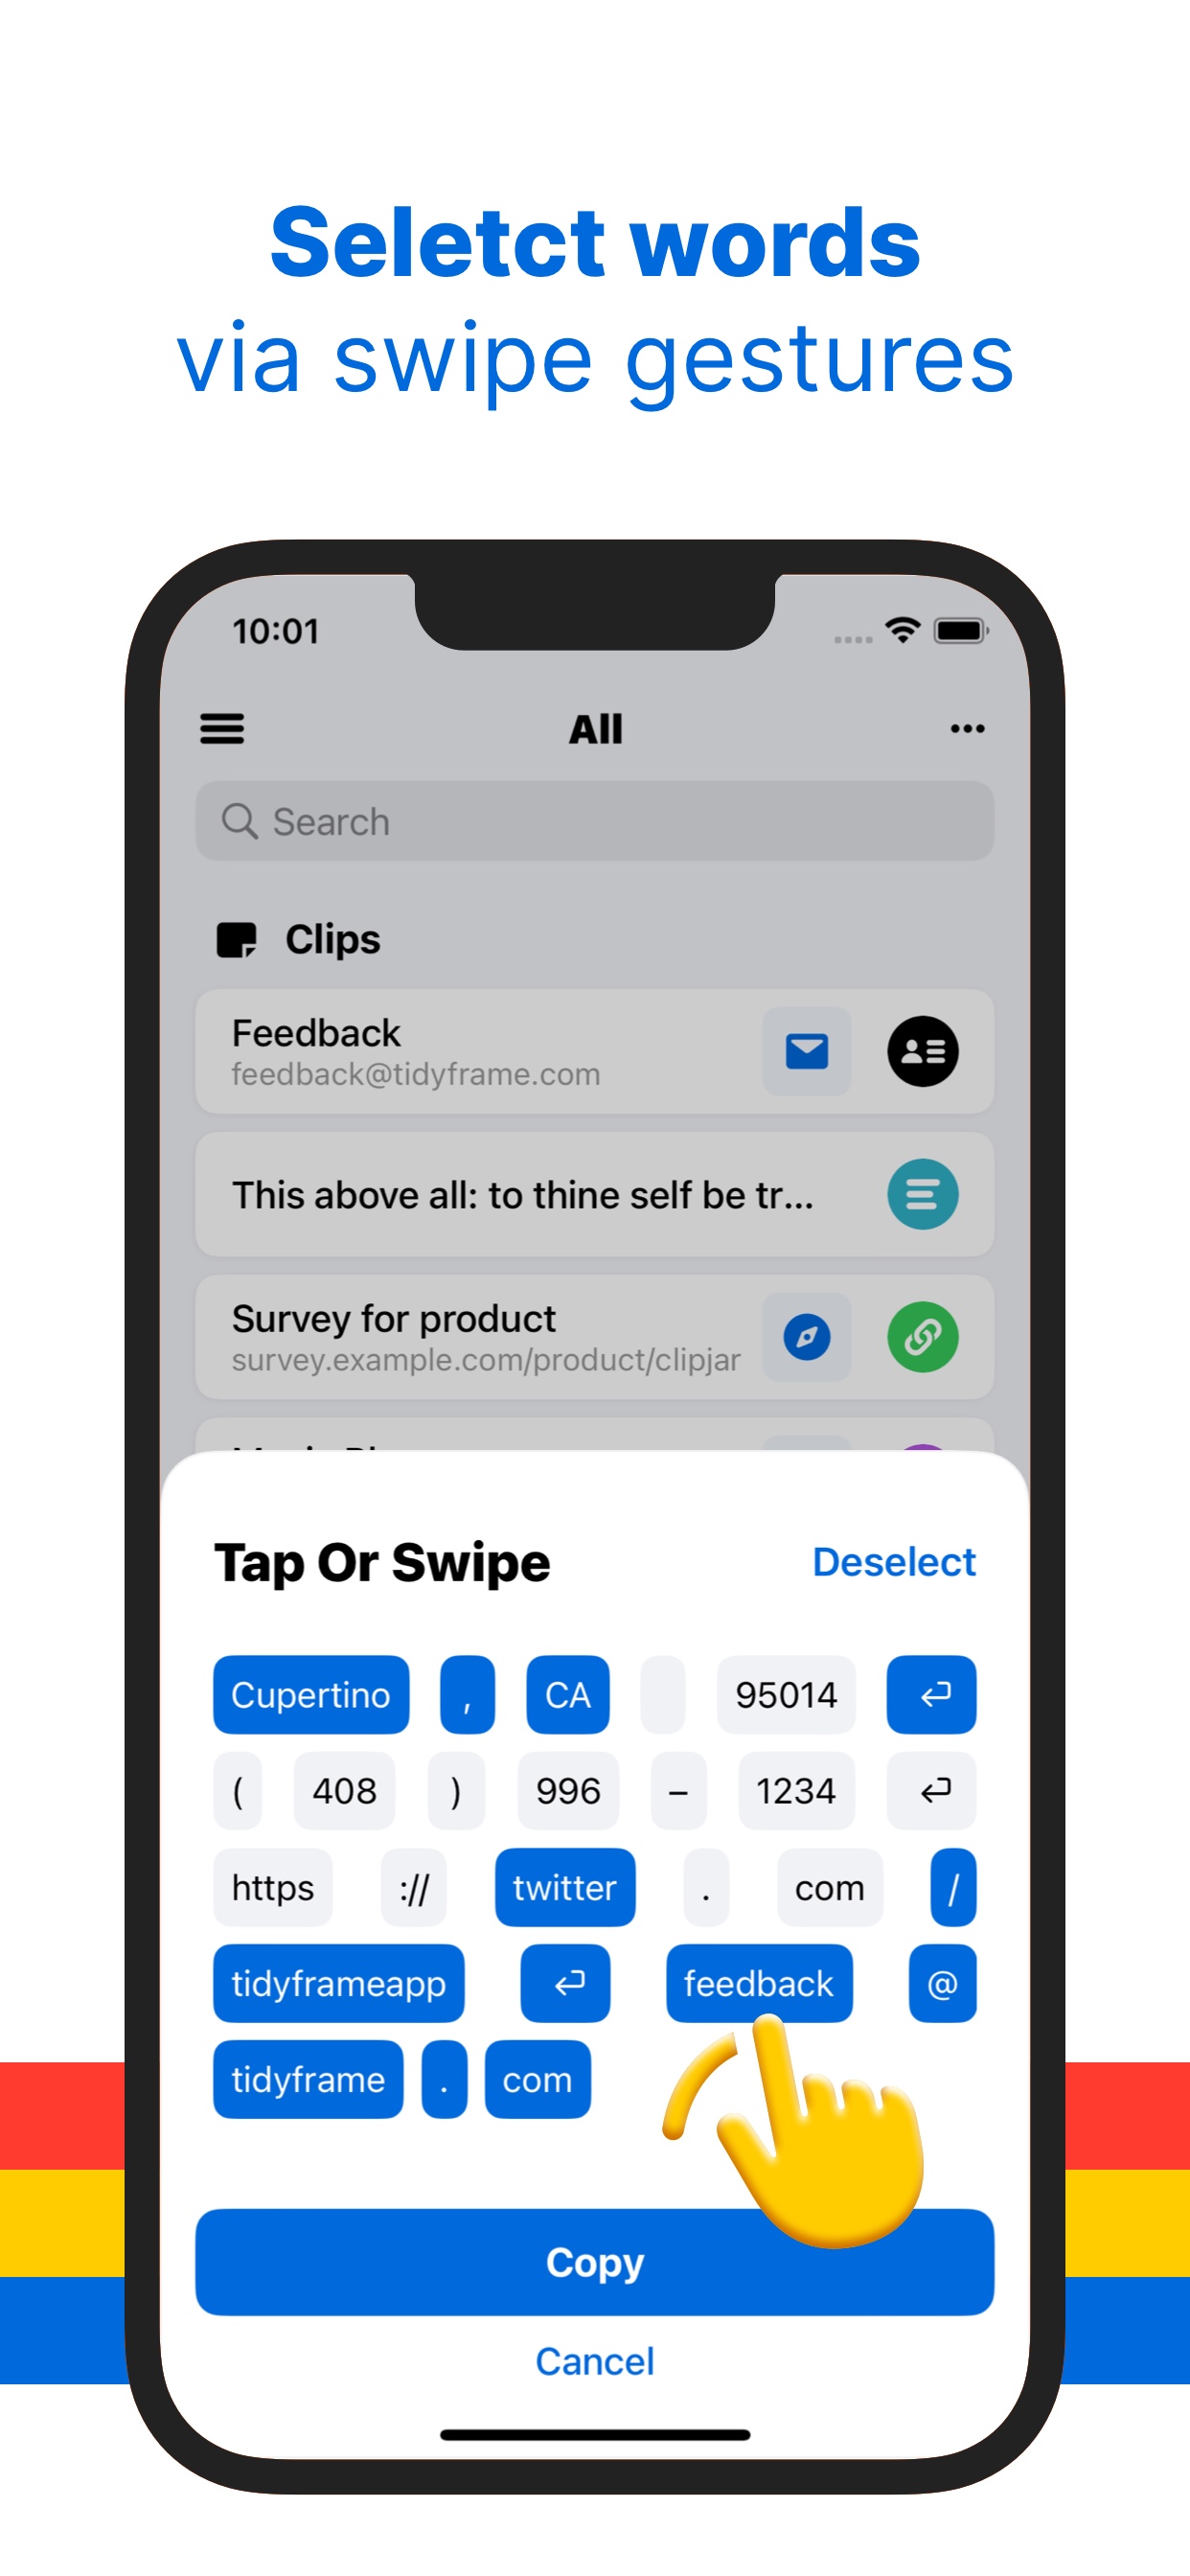 Seletct words
via swipe gestures
10:01
All
Search
Clips
Feedback
feedback@tidyframe.com
This above all: to thine self be tr...
Survey for product
survey.example.com/product/clipjar
Tap Or Swipe Deselect
Cupertino , CA 95014
( 408 ) 996 – 1234
https :// twitter . com /
tidyframeapp feedback @
tidyframe . com
Copy
Cancel